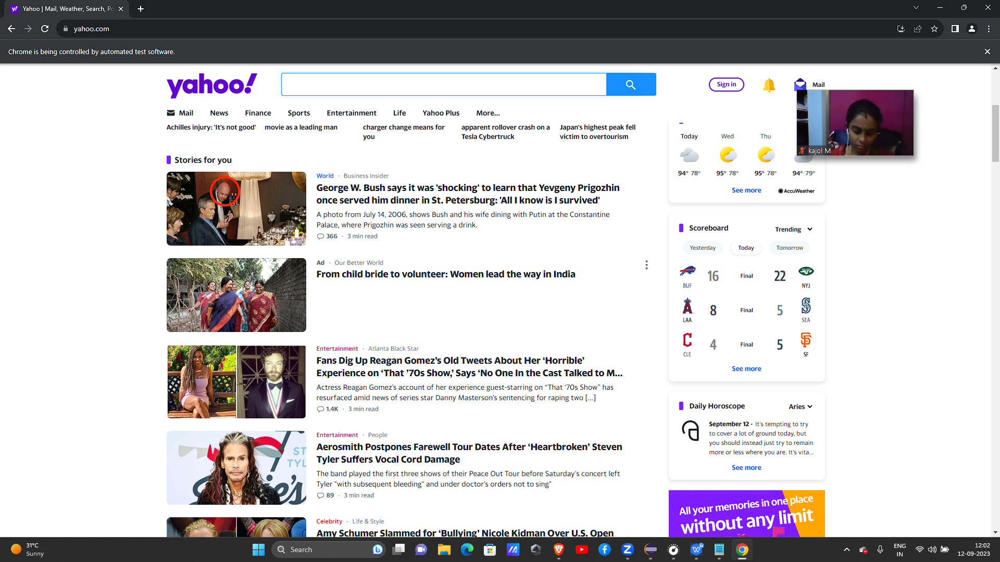 Yahoo | Mail, Weather, Search, Po
yahoo.com
Chrome is being controlled by automated test software.
yahoo!
Sign in
Mail
Mail News Finance Sports Entertainment Life Yahoo Plus More...
Achilles injury: 'It's not good'
movie as a leading man
charger change means for
you
apparent rollover crash on a
Tesla Cybertruck
Japan's highest peak fell
victim to overtourism
Stories for you
World · Business Insider
George W. Bush says it was 'shocking' to learn that Yevgeny Prigozhin
once served him dinner in St. Petersburg: 'All I know is I survived'
A photo from July 14, 2006, shows Bush and his wife dining with Putin at the Constantine
Palace, where Prigozhin was seen serving a drink.
366 · 3 min read
Ad · Our Better World
From child bride to volunteer: Women lead the way in India
Entertainment · Atlanta Black Star
Fans Dig Up Reagan Gomez’s Old Tweets About Her ‘Horrible’
Experience on ‘That ’70s Show,’ Says ‘No One In the Cast Talked to M...
Actress Reagan Gomez’s account of her experience guest-starring on “That ‘70s Show” has
resurfaced amid news of series star Danny Masterson’s sentencing for raping two [...]
1.4K · 3 min read
Entertainment · People
Aerosmith Postpones Farewell Tour Dates After ‘Heartbroken’ Steven
Tyler Suffers Vocal Cord Damage
The band played the first three shows of their Peace Out Tour before Saturday's concert left
Tyler "with subsequent bleeding" and under doctor's orders not to sing"
89 · 3 min read
Celebrity · Life & Style
Amy Schumer Slammed for ‘Bullying’ Nicole Kidman Over U.S. Open
kajol M
Today Wed Thu
94° 78° 95° 78° 95° 78° 94° 79°
See more AccuWeather
Scoreboard Trending
Yesterday Today Tomorrow
16 Final 22
BUF NYJ
8 Final 5
LAA SEA
4 Final 5
CLE SF
See more
Daily Horoscope Aries
September 12 - It's tempting to try
to cover a lot of ground today, but
you should instead just try to remain
more or less where you are. It's vita...
See more
All your memories in one place
without any limit
31°C
Sunny
Search
ENG
IN
12:02
12-09-2023